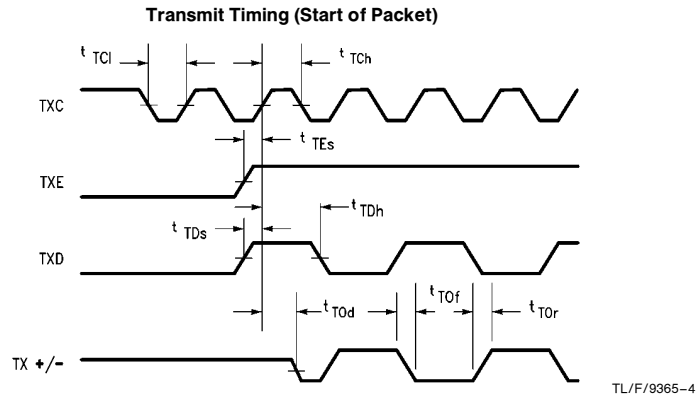 Transmit Timing (Start of Packet)
t TCl
t TCh
TXC
t TEs
TXE
t TDh
t TDs
TXD
t TOd
t TOf
t TOr
TX +/−
TL/F/9365–4